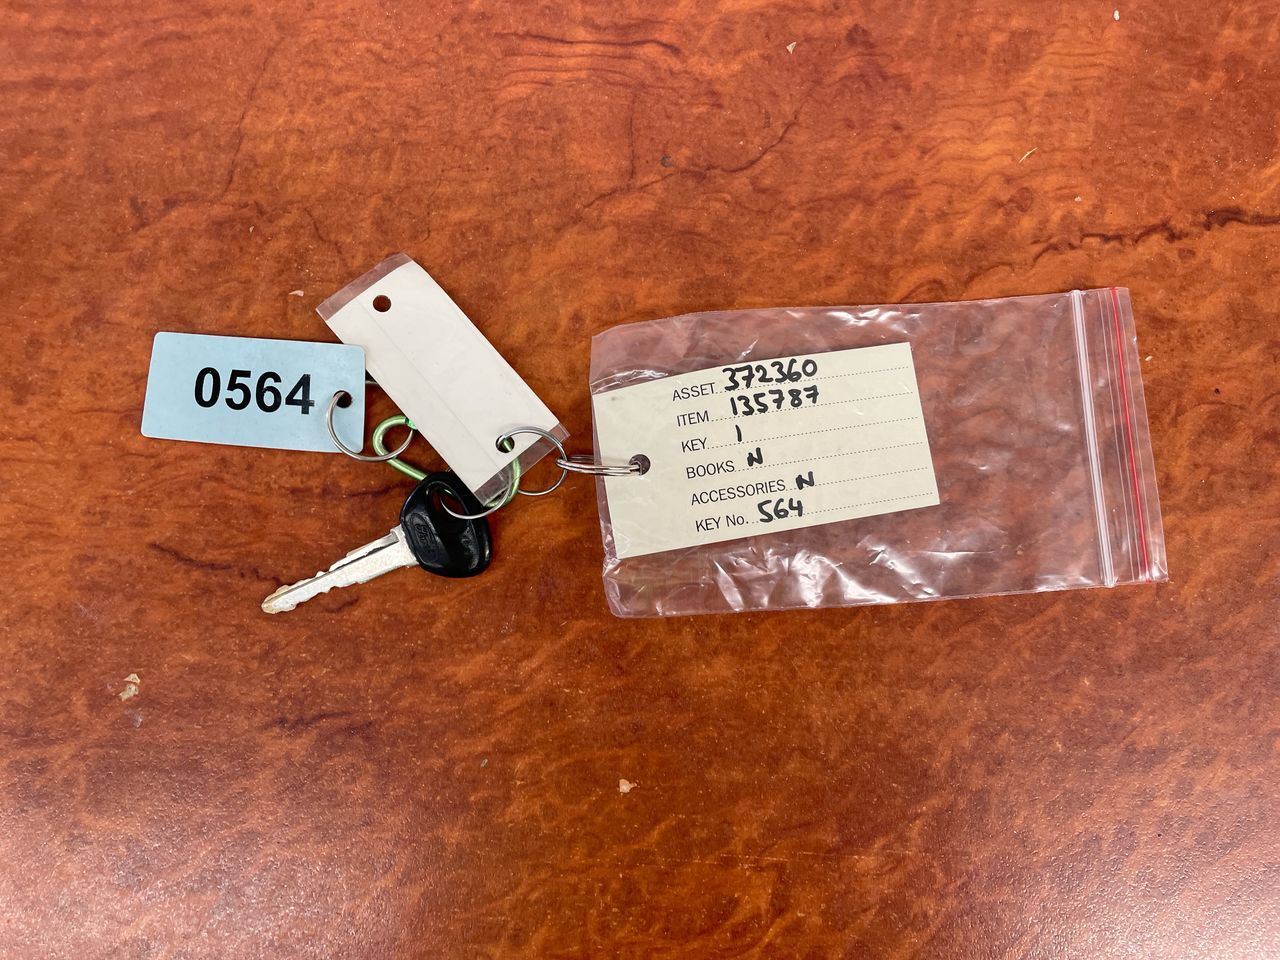 0564
ASSET 372360
ITEM 135787
KEY 1
BOOKS N
ACCESSORIES N
KEY No. 564